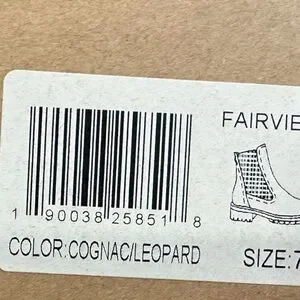 FAIRVIE
1 90038 25851 8
COLOR:COGNAC/LEOPARD
SIZE:7